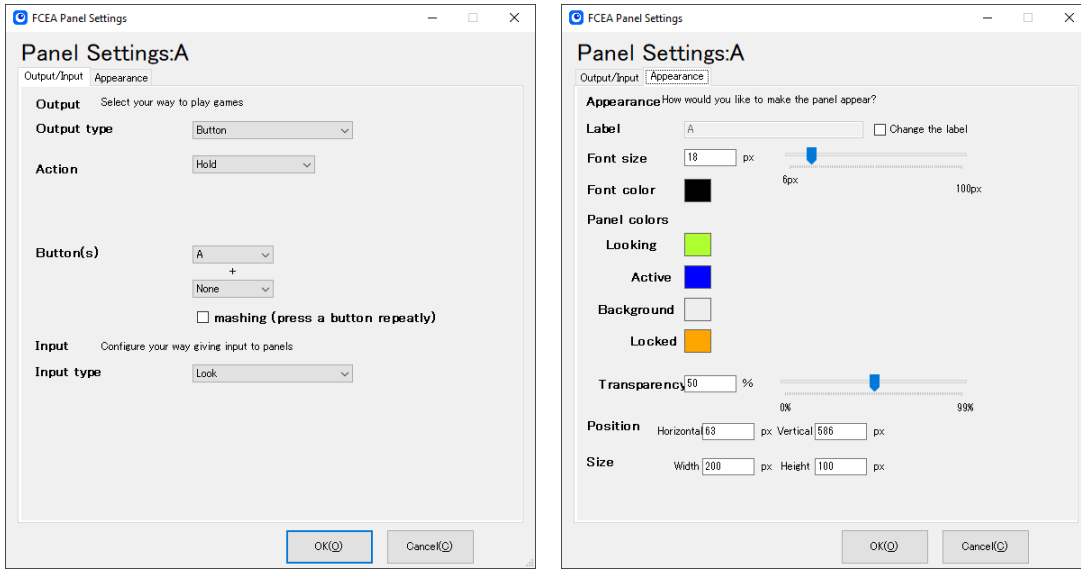 FCEA Panel Settings
Panel Settings:A
Output/Input Appearance
Output Select your way to play games
Output type Button
Action Hold
Button(s) A
+
None
mashing (press a button repeatly)
Input Configure your way giving input to panels
Input type Look
OK(O) Cancel(C)
FCEA Panel Settings
Panel Settings:A
Output/Input Appearance
Appearance How would you like to make the panel appear?
Label A Change the label
Font size 18 px
6px 100px
Font color
Panel colors
Looking
Active
Background
Locked
Transparency 50 %
0% 99%
Position Horizontal 63 px Vertical 586 px
Size Width 200 px Height 100 px
OK(O) Cancel(C)